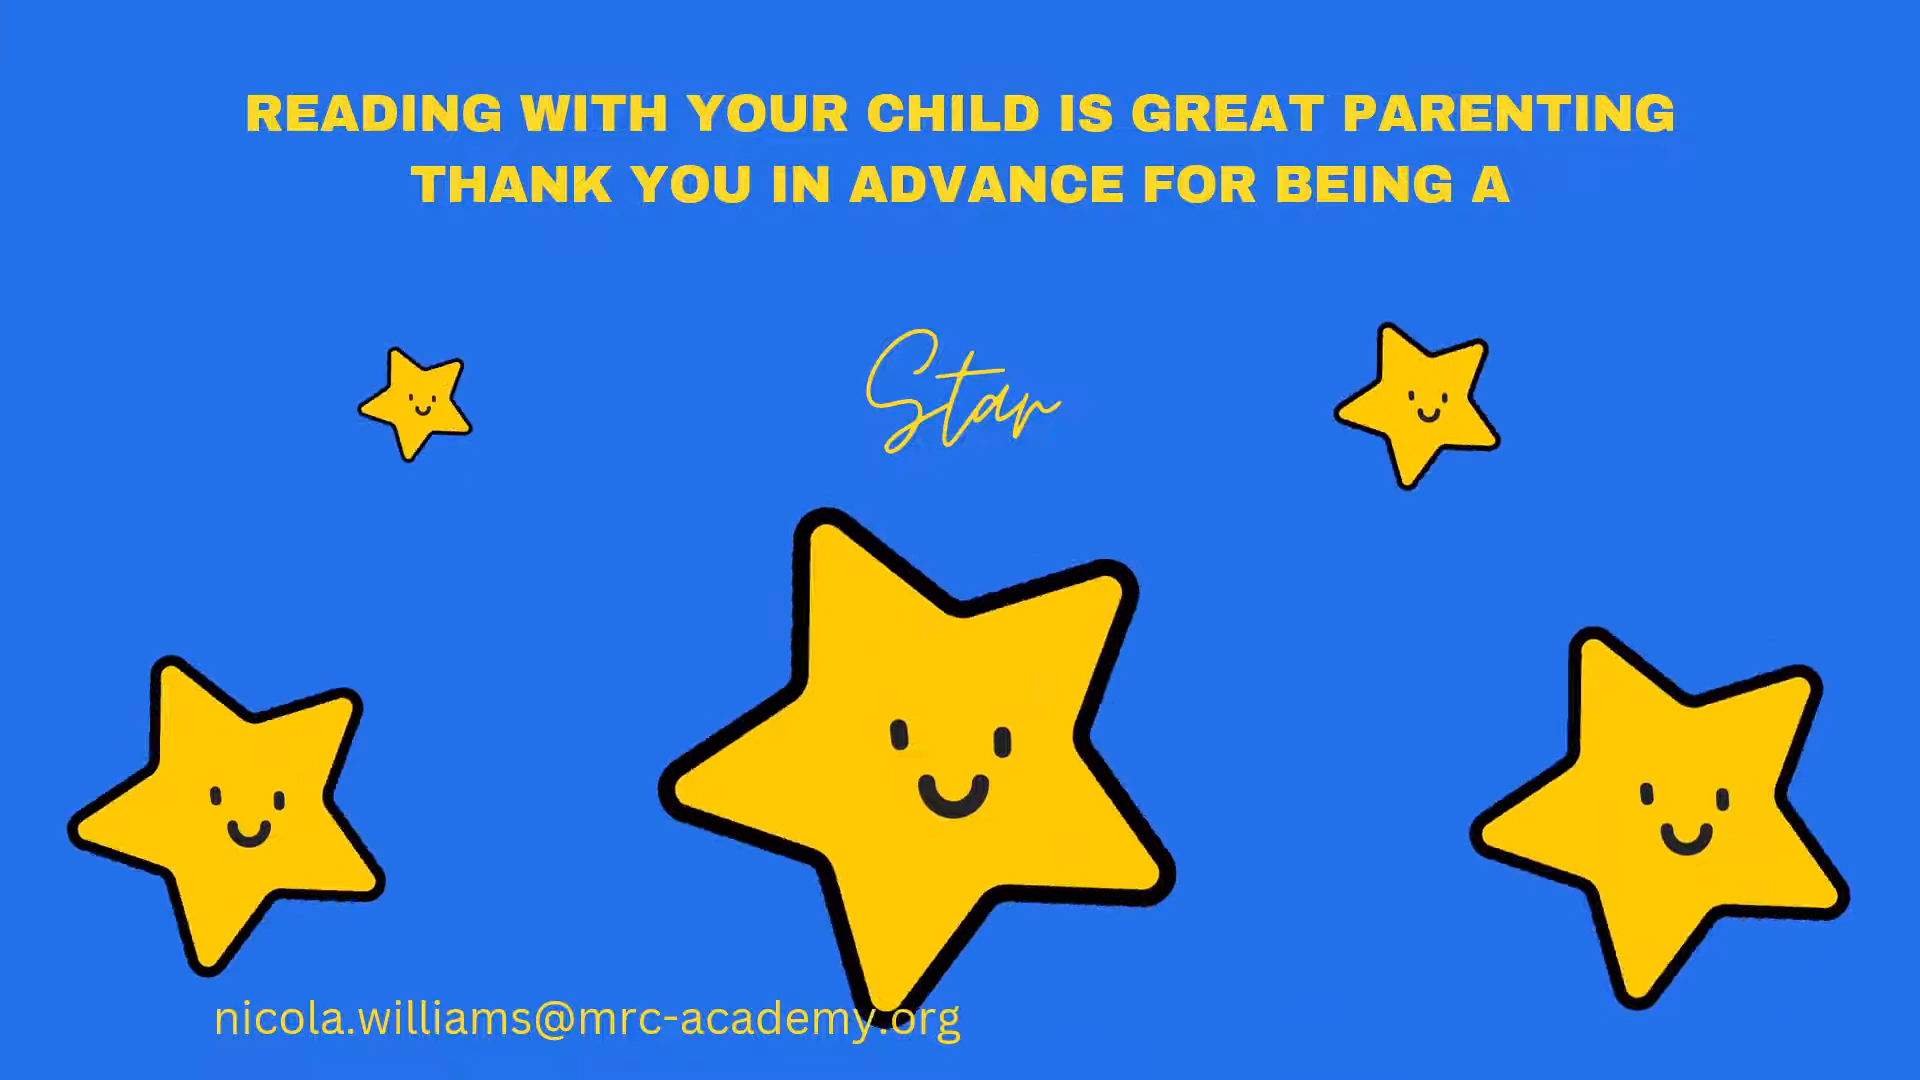 READING WITH YOUR CHILD IS GREAT PARENTING
THANK YOU IN ADVANCE FOR BEING A
Star
nicola.williams@mrc-academy.org